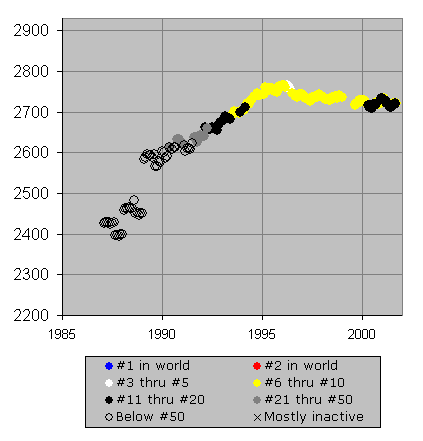 2900
2800
2700
2600
2500
2400
2300
2200
1985 1990 1995 2000
#1 in world #2 in world
#3 thru #5 #6 thru #10
#11 thru #20 #21 thru #50
Below #50 Mostly inactive